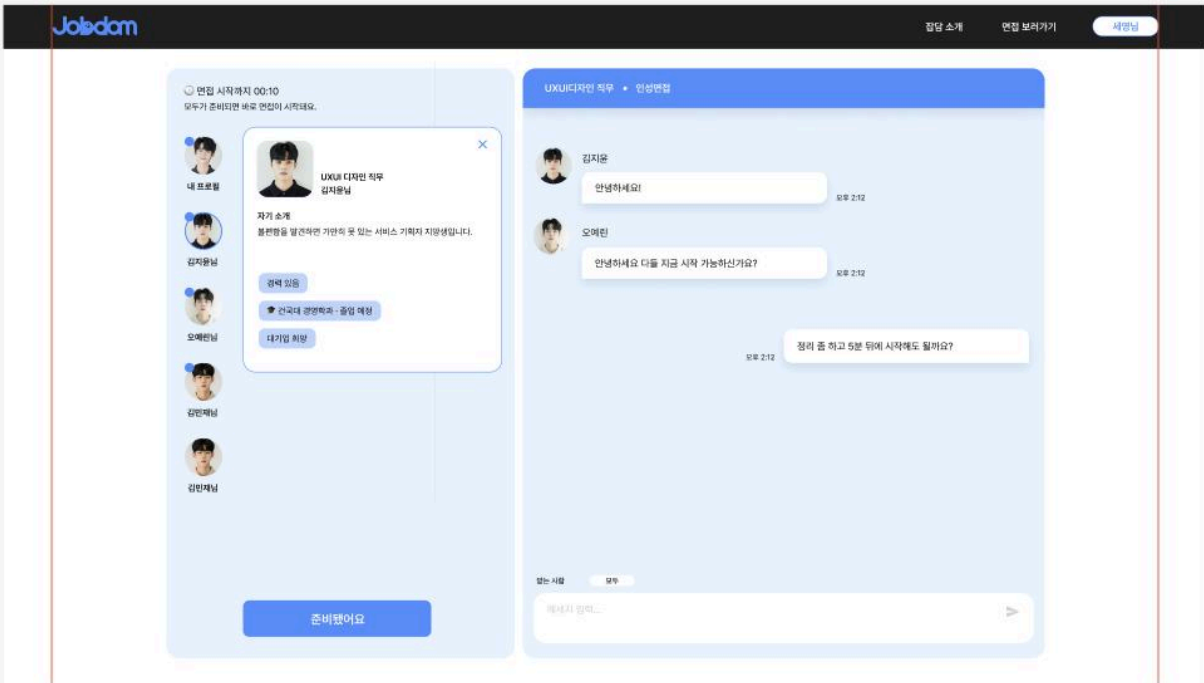 Jobdam
잡담 소개
면접 보러가기
세영님
면접 시작까지 00:10
모두가 준비되면 바로 면접이 시작돼요.
내 프로필
김지윤님
오예린님
김민재님
김민재님
UXUI 디자인 직무
김지윤님
자기 소개
불편함을 발견하면 가만히 못 있는 서비스 기획자 지망생입니다.
경력 있음
건국대 경영학과 · 졸업 예정
대기업 희망
준비됐어요
UXUI디자인 직무 • 인성면접
김지윤
안녕하세요!
오후 2:12
오예린
안녕하세요 다들 지금 시작 가능하신가요?
오후 2:12
정리 좀 하고 5분 뒤에 시작해도 될까요?
오후 2:12
받는 사람
모두
메세지 입력...